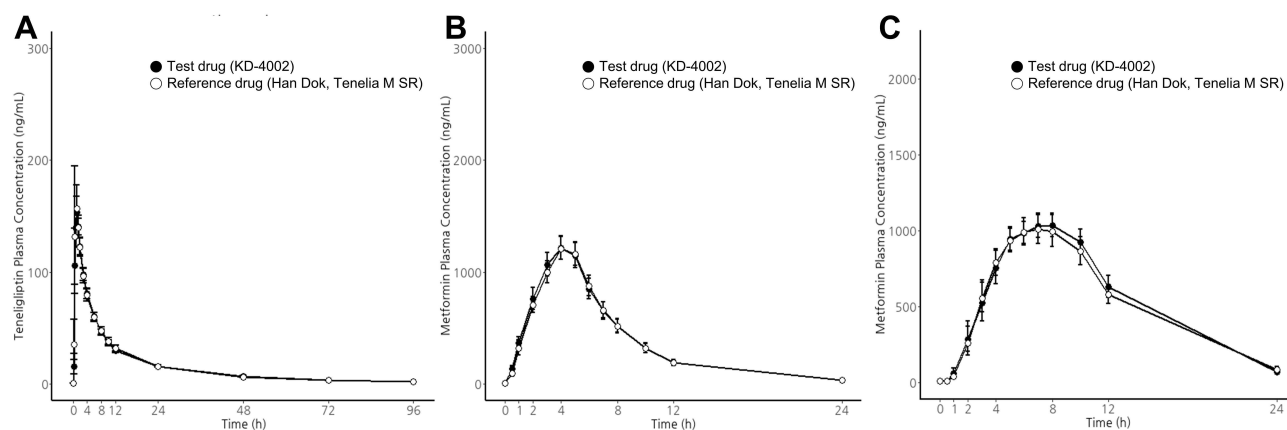 A
Test drug (KD-4002)
Reference drug (Han Dok, Tenelia M SR)
Teneligliptin Plasma Concentration (ng/mL)
300
200
100
0
0 4 8 12 24 48 72 96
Time (h)
B
Test drug (KD-4002)
Reference drug (Han Dok, Tenelia M SR)
Metformin Plasma Concentration (ng/mL)
3000
2000
1000
0
0 1 2 4 8 12 24
Time (h)
C
Test drug (KD-4002)
Reference drug (Han Dok, Tenelia M SR)
Metformin Plasma Concentration (ng/mL)
2000
1500
1000
500
0
0 1 2 4 8 12 24
Time (h)